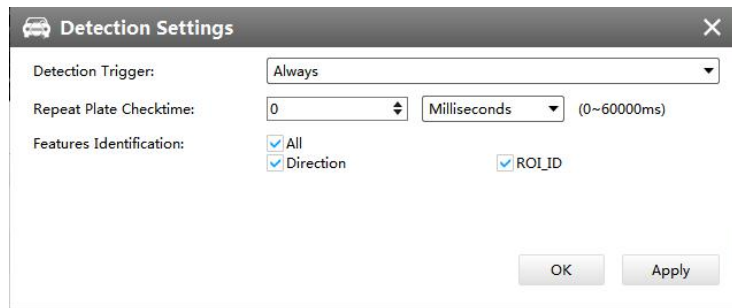 Detection Settings
Detection Trigger: Always
Repeat Plate Checktime: 0 Milliseconds (0~60000ms)
Features Identification: All
Direction ROI_ID
OK Apply